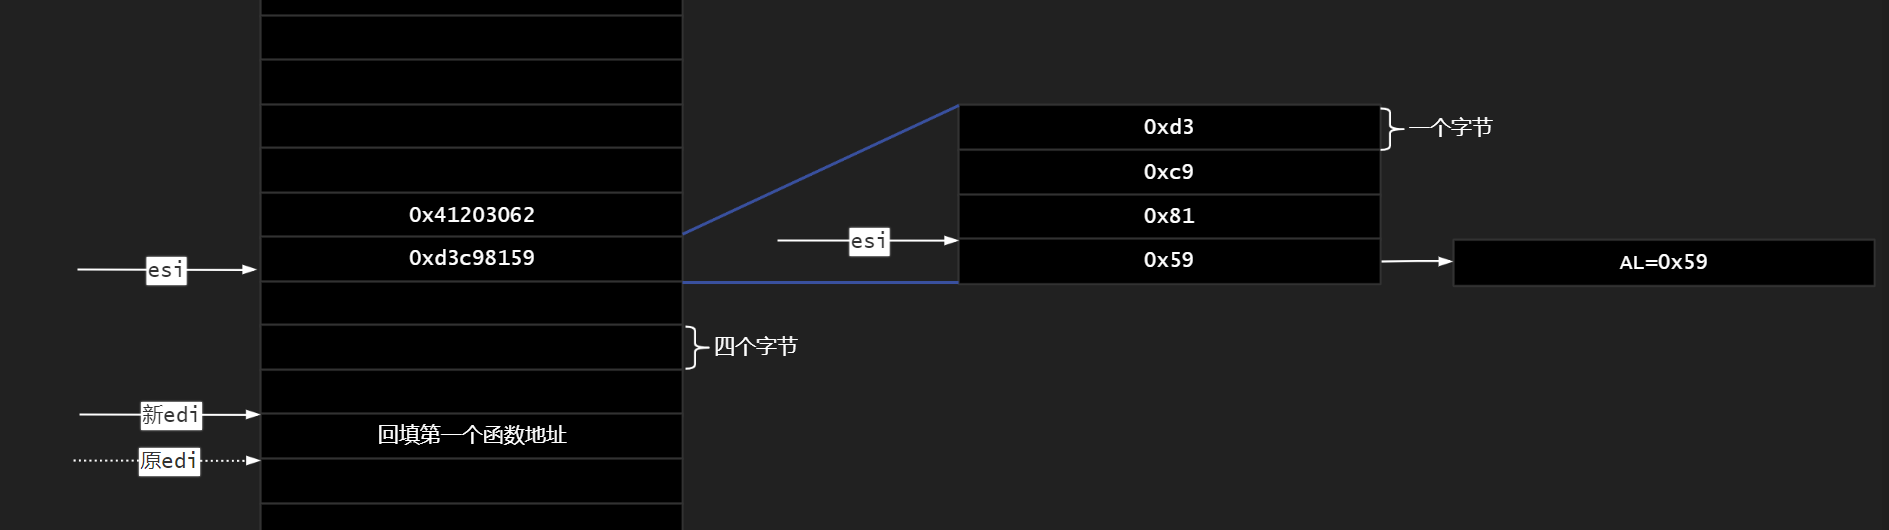 0xd3
一个字节
0xc9
0x41203062
0x81
esi
0xd3c98159
0x59
AL=0x59
esi
四个字节
新edi
回填第一个函数地址
原edi